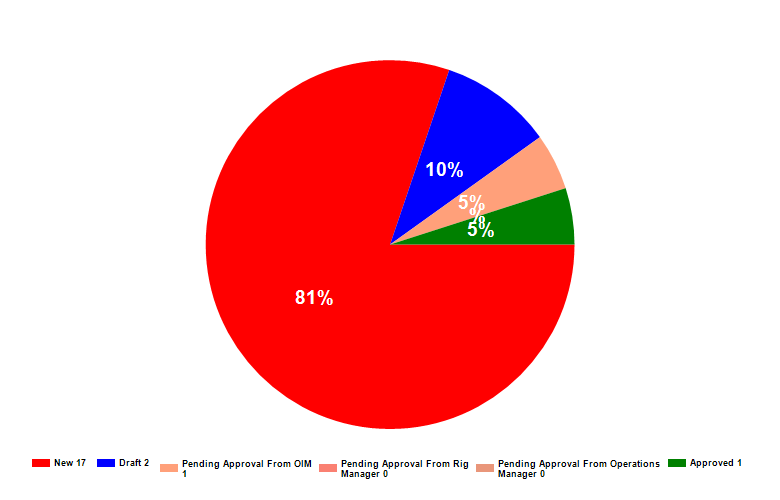 10%
5%
%
5%
81%
New 17
Draft 2
Pending Approval From OIM
1
Pending Approval From Rig
Manager 0
Pending Approval From Operations
Manager 0
Approved 1